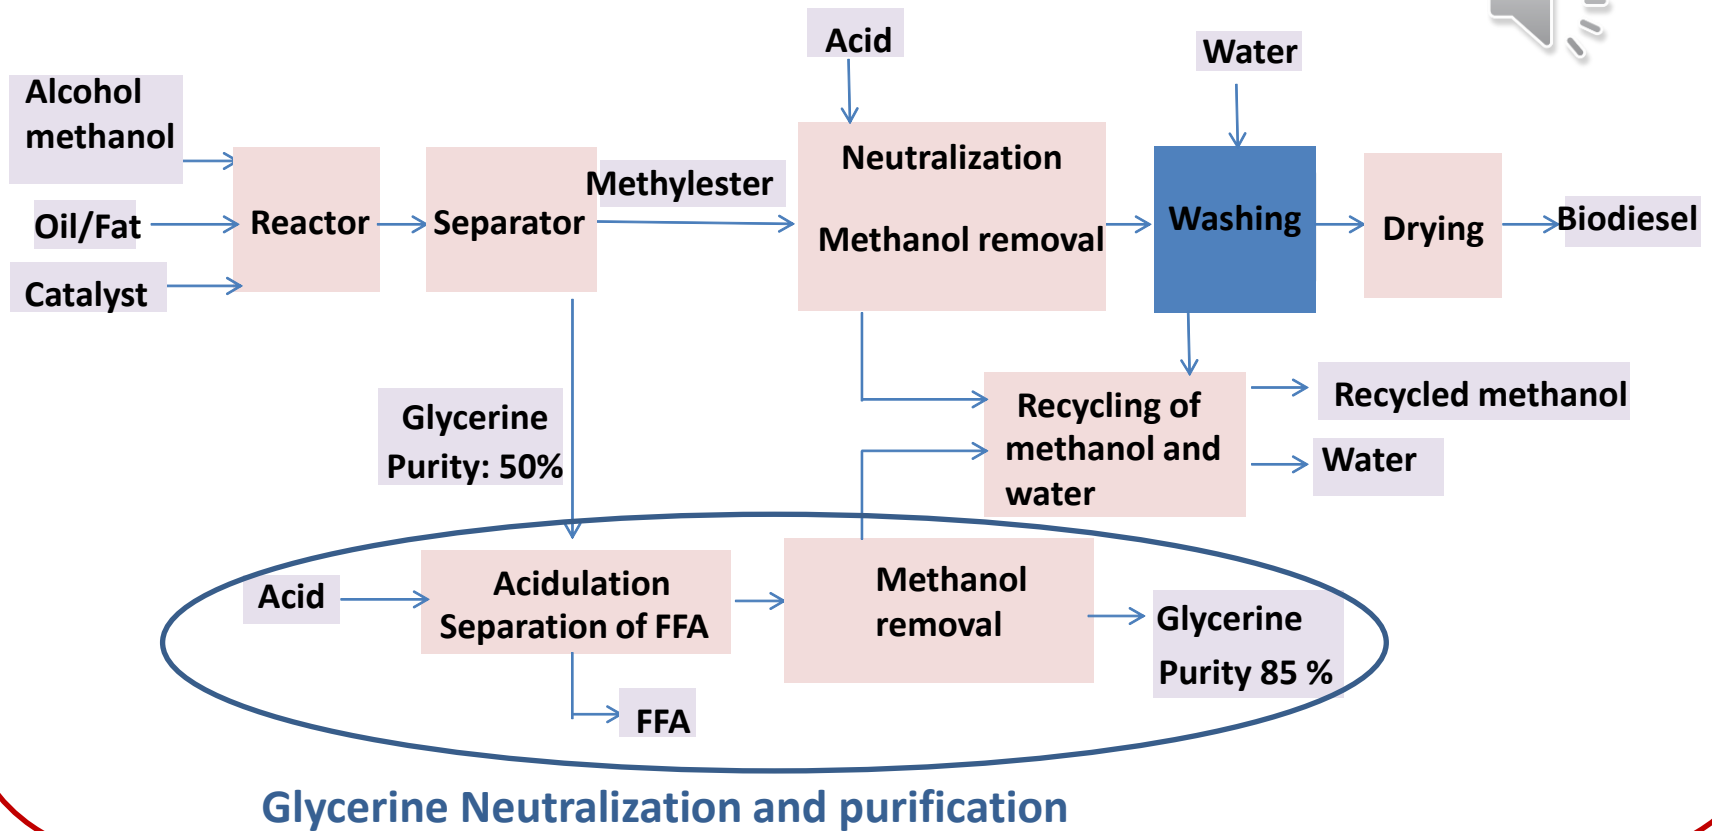 Acid
Water
Alcohol
methanol
Oil/Fat
Catalyst
Reactor
Separator
Methylester
Neutralization
Methanol removal
Washing
Drying
Biodiesel
Glycerine
Purity: 50%
Recycling of
methanol and
water
Recycled methanol
Water
Acid
Acidulation
Separation of FFA
FFA
Methanol
removal
Glycerine
Purity 85 %
Glycerine Neutralization and purification